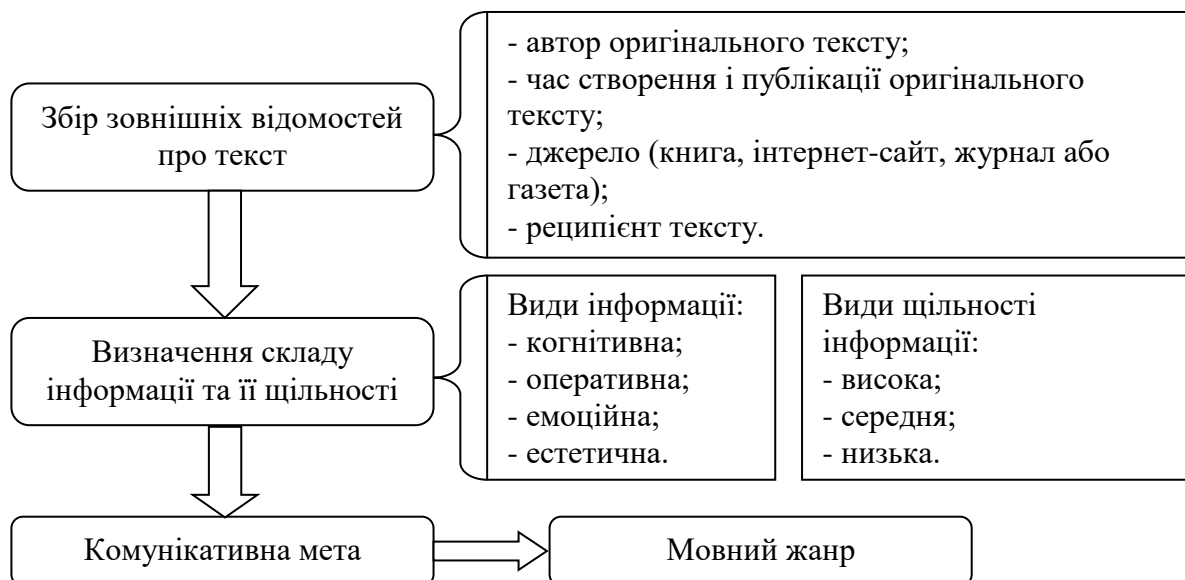 Збір зовнішніх відомостей
про текст
- автор оригінального тексту;
- час створення і публікації оригінального
тексту;
- джерело (книга, інтернет-сайт, журнал або
газета);
- реципієнт тексту.
Визначення складу
інформації та її щільності
Види інформації:
- когнітивна;
- оперативна;
- емоційна;
- естетична.
Види щільності
інформації:
- висока;
- середня;
- низька.
Комунікативна мета
Мовний жанр